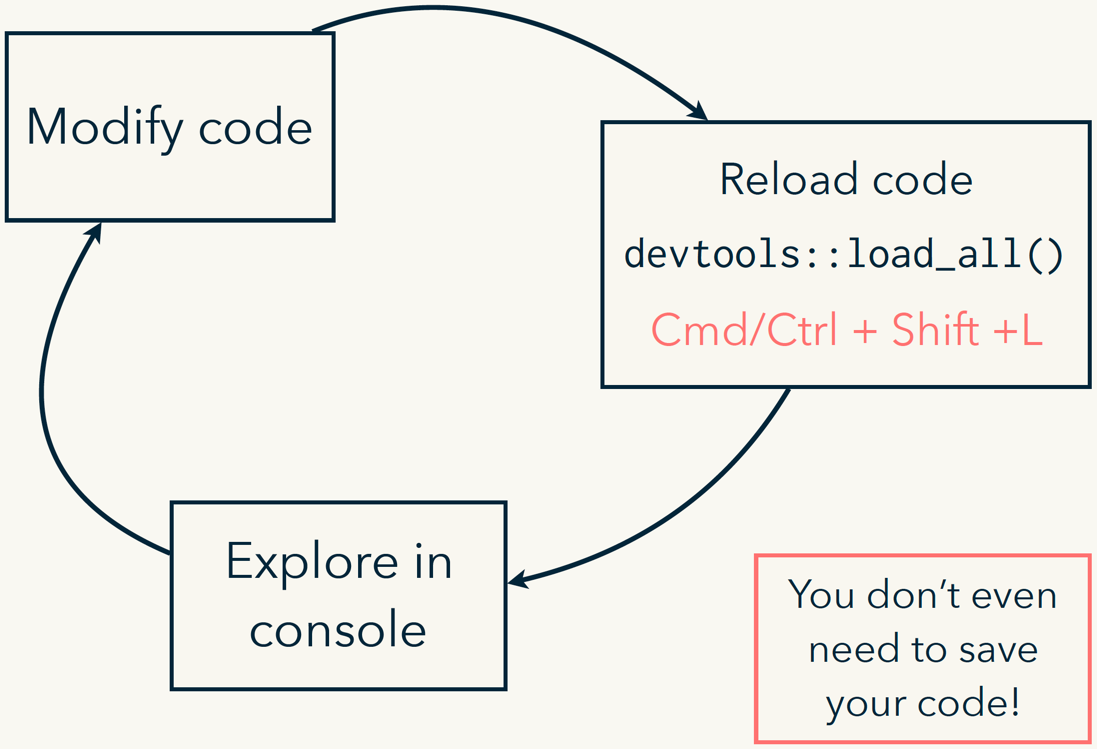 Modify code
Reload code
devtools::load_all()
Cmd/Ctrl + Shift +L
Explore in
console
You don’t even
need to save
your code!